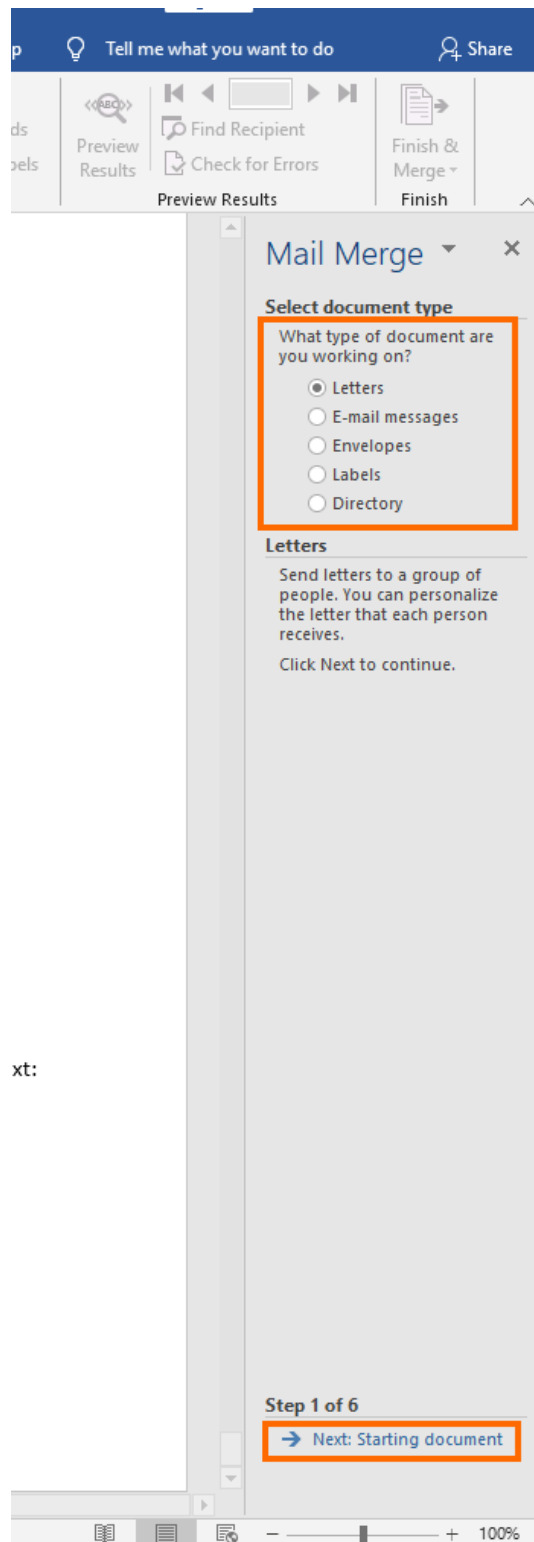 p Tell me what you want to do Share
ds
bels
«ABC»
Preview
Results
Find Recipient
Check for Errors
Preview Results
Finish &
Merge
Finish
Mail Merge
Select document type
What type of document are
you working on?
Letters
E-mail messages
Envelopes
Labels
Directory
Letters
Send letters to a group of
people. You can personalize
the letter that each person
receives.
Click Next to continue.
xt:
Step 1 of 6
Next: Starting document
100%